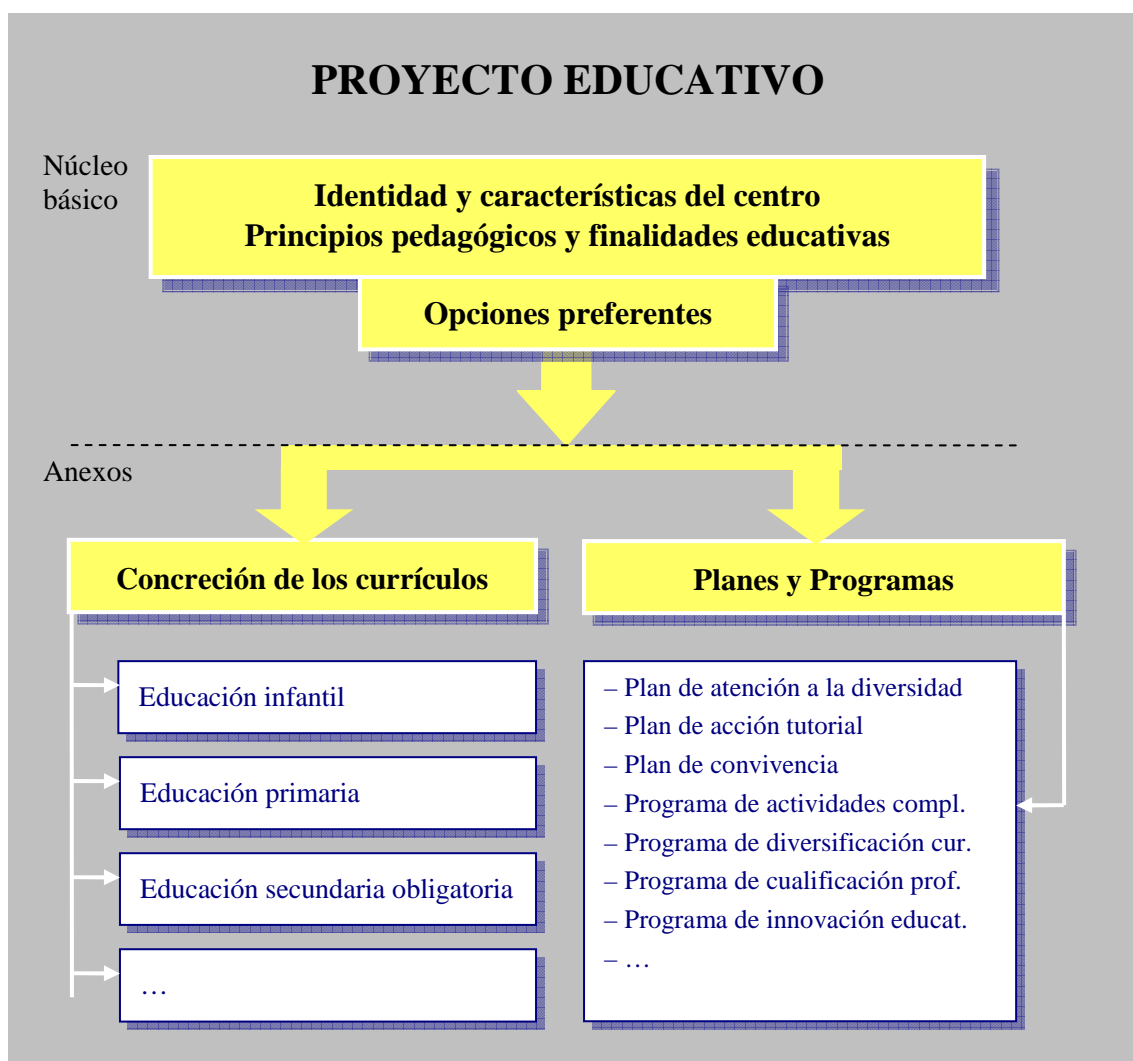 PROYECTO EDUCATIVO
Núcleo
básico
Identidad y características del centro
Principios pedagógicos y finalidades educativas
Opciones preferentes
Anexos
Concreción de los currículos
Educación infantil
Educación primaria
Educación secundaria obligatoria
…
Planes y Programas
– Plan de atención a la diversidad
– Plan de acción tutorial
– Plan de convivencia
– Programa de actividades compl.
– Programa de diversificación cur.
– Programa de cualificación prof.
– Programa de innovación educat.
– …